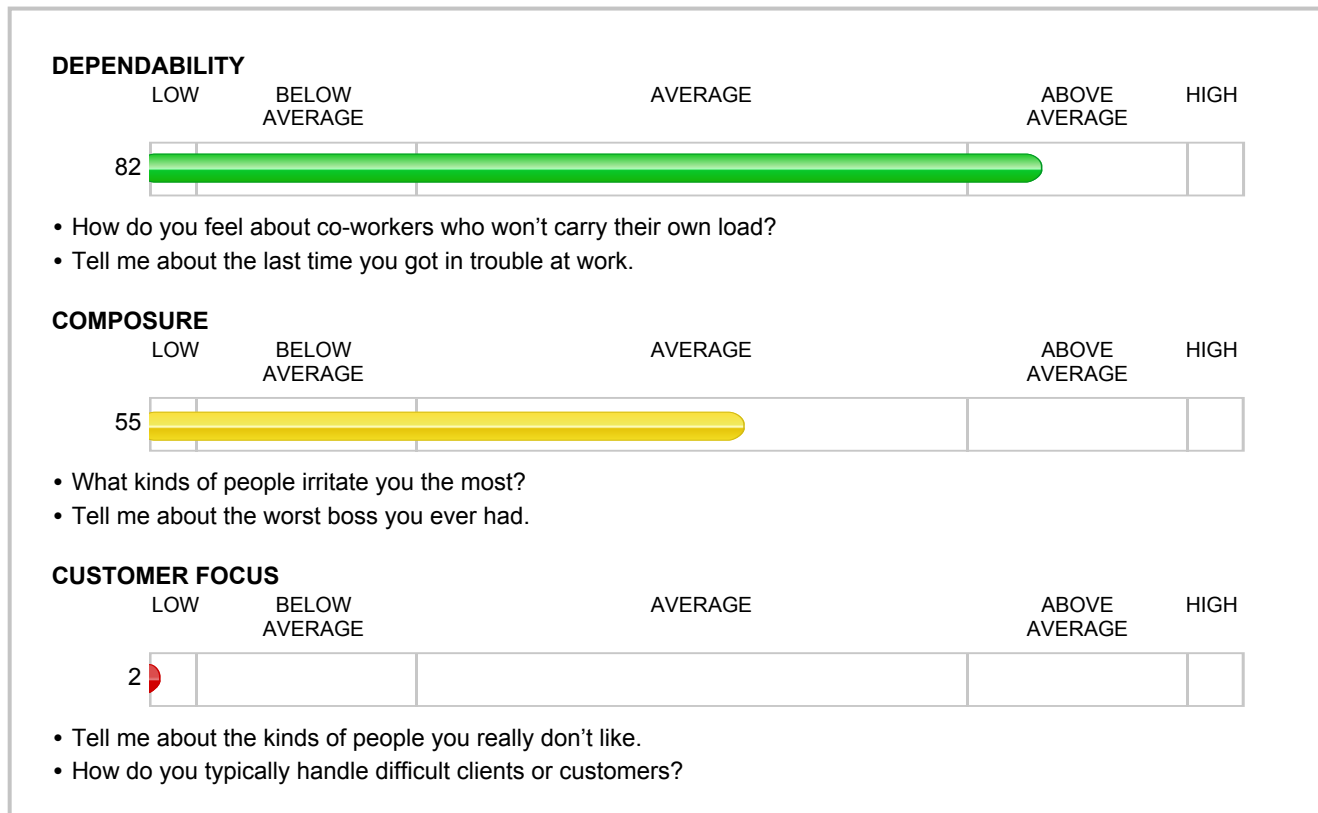 DEPENDABILITY
LOW BELOW AVERAGE AVERAGE ABOVE AVERAGE HIGH
82
• How do you feel about co-workers who won’t carry their own load?
• Tell me about the last time you got in trouble at work.
COMPOSURE
LOW BELOW AVERAGE AVERAGE ABOVE AVERAGE HIGH
55
• What kinds of people irritate you the most?
• Tell me about the worst boss you ever had.
CUSTOMER FOCUS
LOW BELOW AVERAGE AVERAGE ABOVE AVERAGE HIGH
2
• Tell me about the kinds of people you really don’t like.
• How do you typically handle difficult clients or customers?